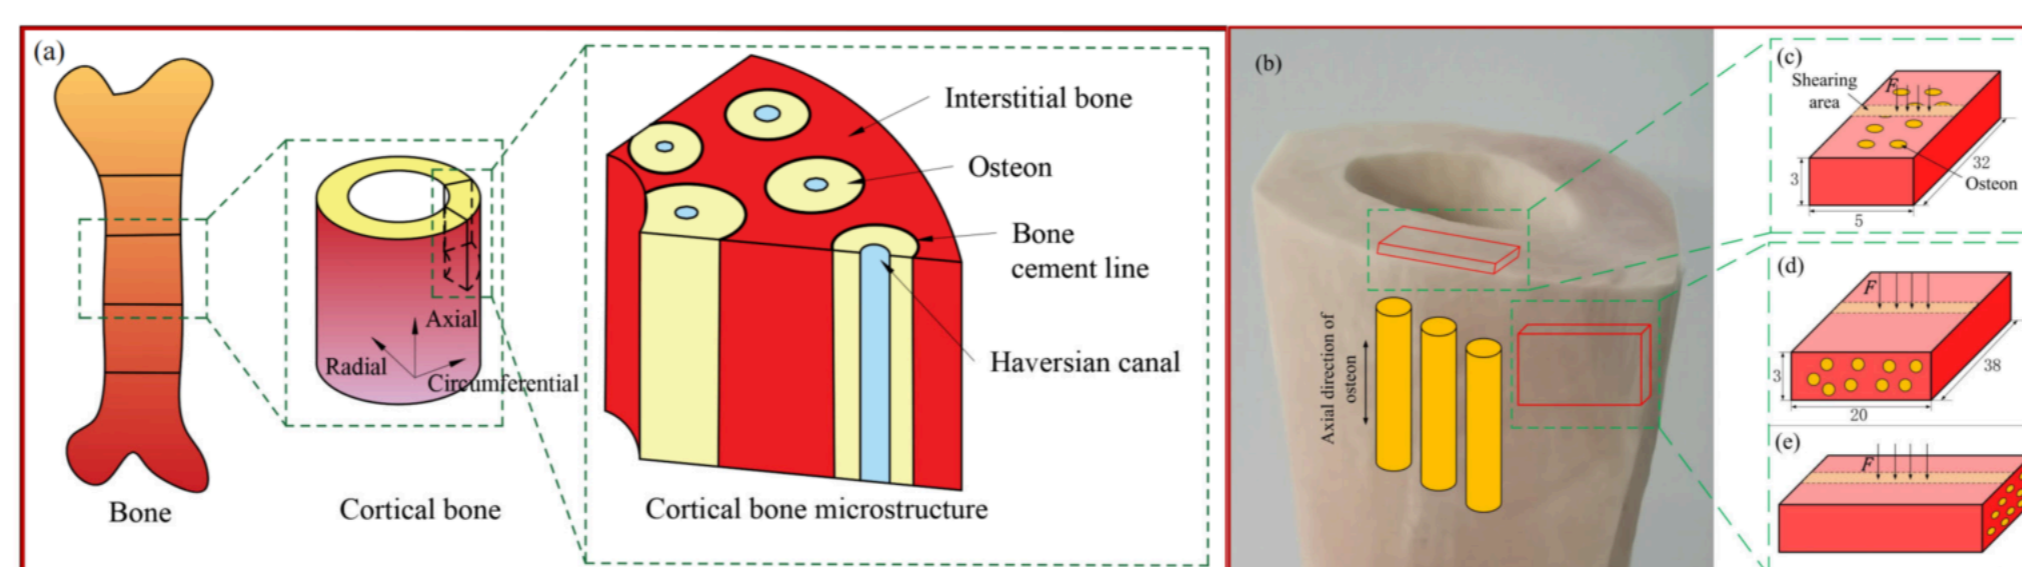 (a)
Interstitial bone
Osteon
Bone
cement line
Haversian canal
Axial
Radial
Circumferential
Bone
Cortical bone
Cortical bone microstructure
(b)
Axial direction of
osteon
(c)
Shearing
area
F
3
32
Osteon
5
(d)
F
3
38
20
(e)
F